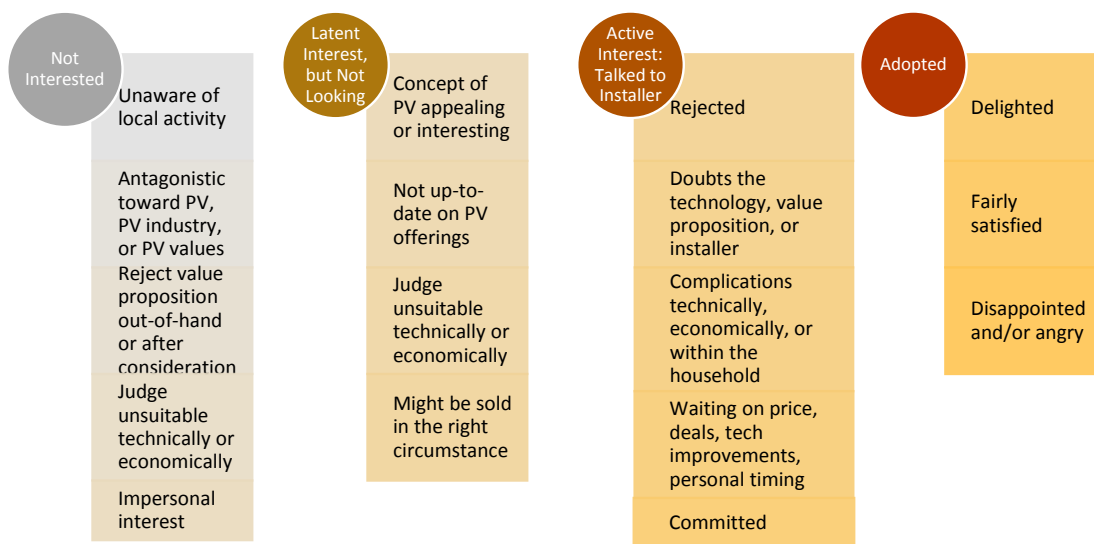 Not
Interested
Unaware of
local activity
Antagonistic
toward PV,
PV industry,
or PV values
Reject value
proposition
out-of-hand
or after
consideration
Judge
unsuitable
technically or
economically
Impersonal
interest
Latent
Interest,
but Not
Looking
Concept of
PV appealing
or interesting
Not up-to-
date on PV
offerings
Judge
unsuitable
technically or
economically
Might be sold
in the right
circumstance
Active
Interest:
Talked to
Installer
Rejected
Doubts the
technology, value
proposition, or
installer
Complications
technically,
economically, or
within the
household
Waiting on price,
deals, tech
improvements,
personal timing
Committed
Adopted
Delighted
Fairly
satisfied
Disappointed
and/or angry